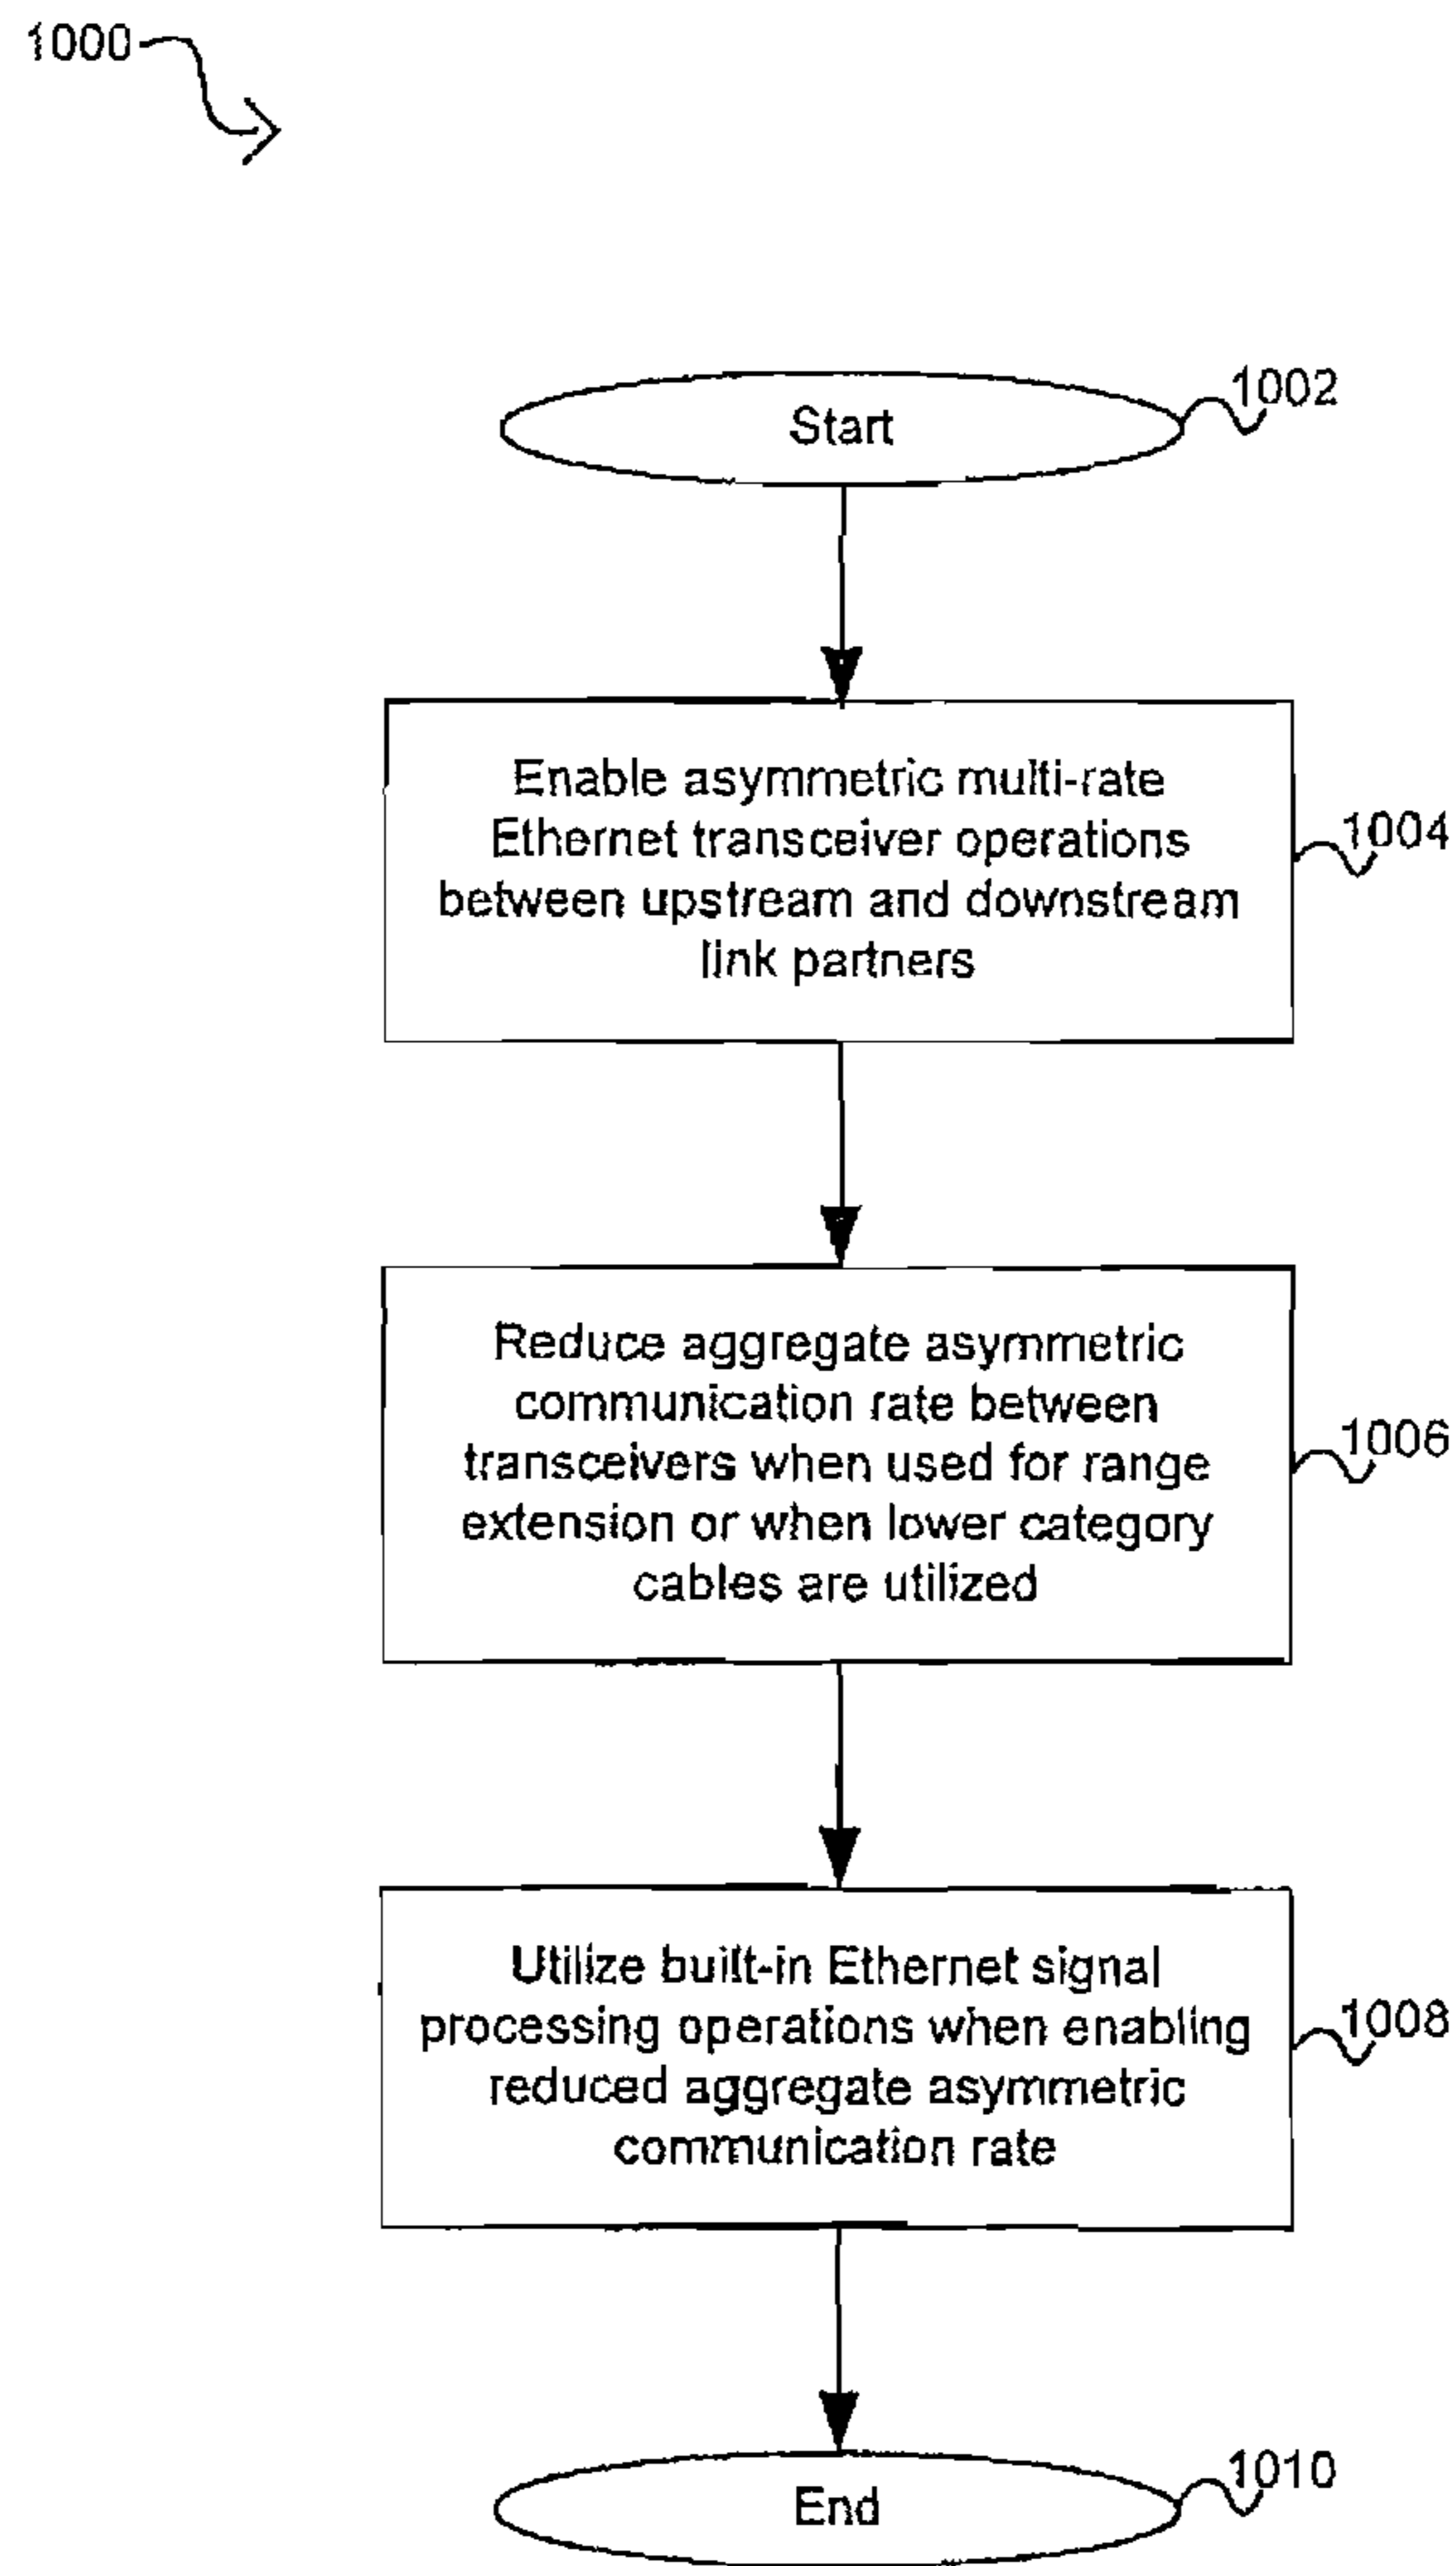 1000
Start
1002
Enable asymmetric multi-rate
Ethernet transceiver operations
between upstream and downstream
link partners
1004
Reduce aggregate asymmetric
communication rate between
transceivers when used for range
extension or when lower category
cables are utilized
1006
Utilize built-in Ethernet signal
processing operations when enabling
reduced aggregate asymmetric
communication rate
1008
End
1010